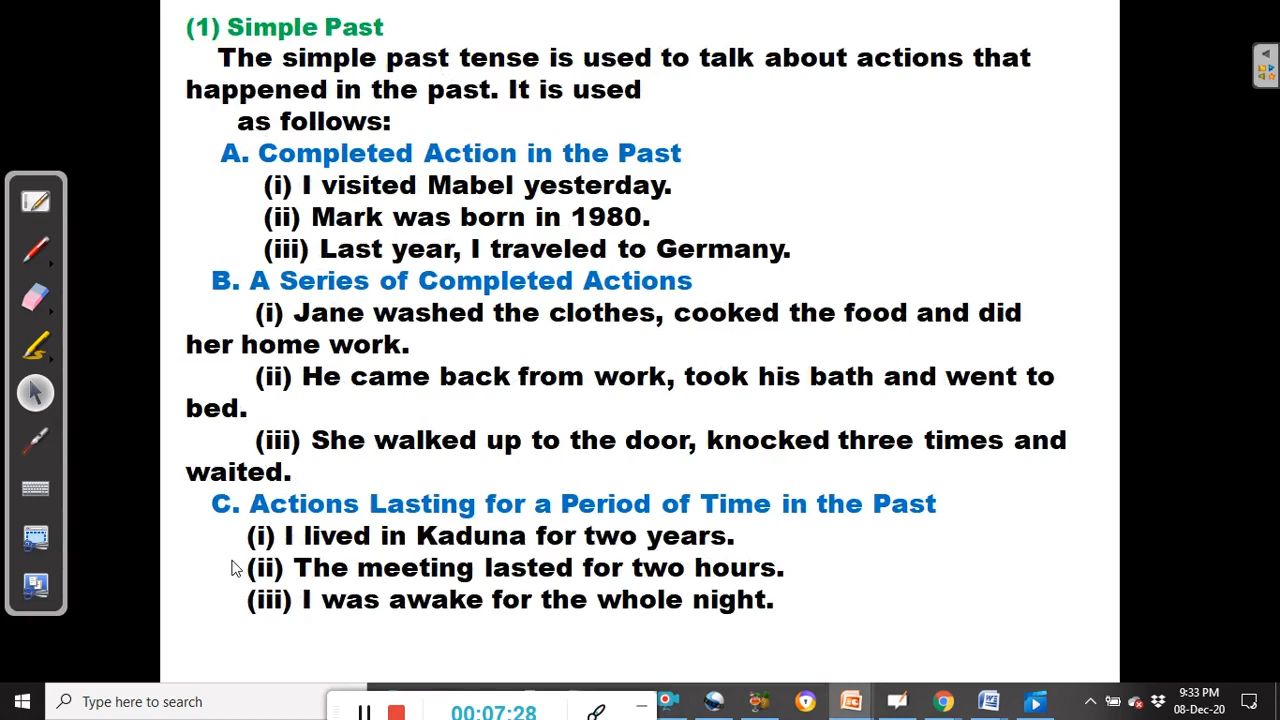 (1) Simple Past
The simple past tense is used to talk about actions that
happened in the past. It is used
as follows:
A. Completed Action in the Past
(i) I visited Mabel yesterday.
(ii) Mark was born in 1980.
(iii) Last year, I traveled to Germany.
B. A Series of Completed Actions
(i) Jane washed the clothes, cooked the food and did
her home work.
(ii) He came back from work, took his bath and went to
bed.
(iii) She walked up to the door, knocked three times and
waited.
C. Actions Lasting for a Period of Time in the Past
(i) I lived in Kaduna for two years.
(ii) The meeting lasted for two hours.
(iii) I was awake for the whole night.
Type here to search
00:07:28
9:33 PM
08-Dec-20